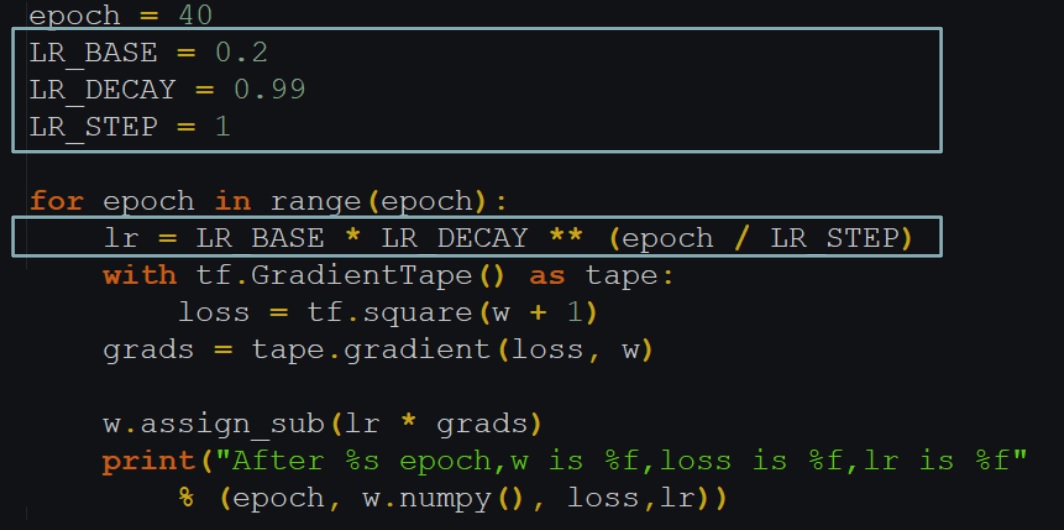 epoch = 40
LR_BASE = 0.2
LR_DECAY = 0.99
LR_STEP = 1
for epoch in range(epoch):
    lr = LR_BASE * LR_DECAY ** (epoch / LR_STEP)
    with tf.GradientTape() as tape:
        loss = tf.square(w + 1)
    grads = tape.gradient(loss, w)
    w.assign_sub(lr * grads)
    print("After %s epoch,w is %f,loss is %f,lr is %f"
        % (epoch, w.numpy(), loss,lr))